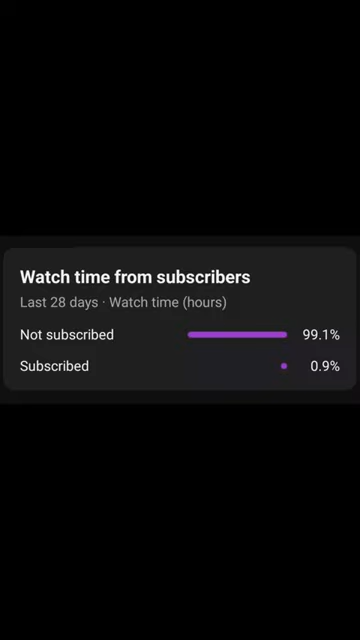 Watch time from subscribers
Last 28 days · Watch time (hours)
Not subscribed 99.1%
Subscribed 0.9%